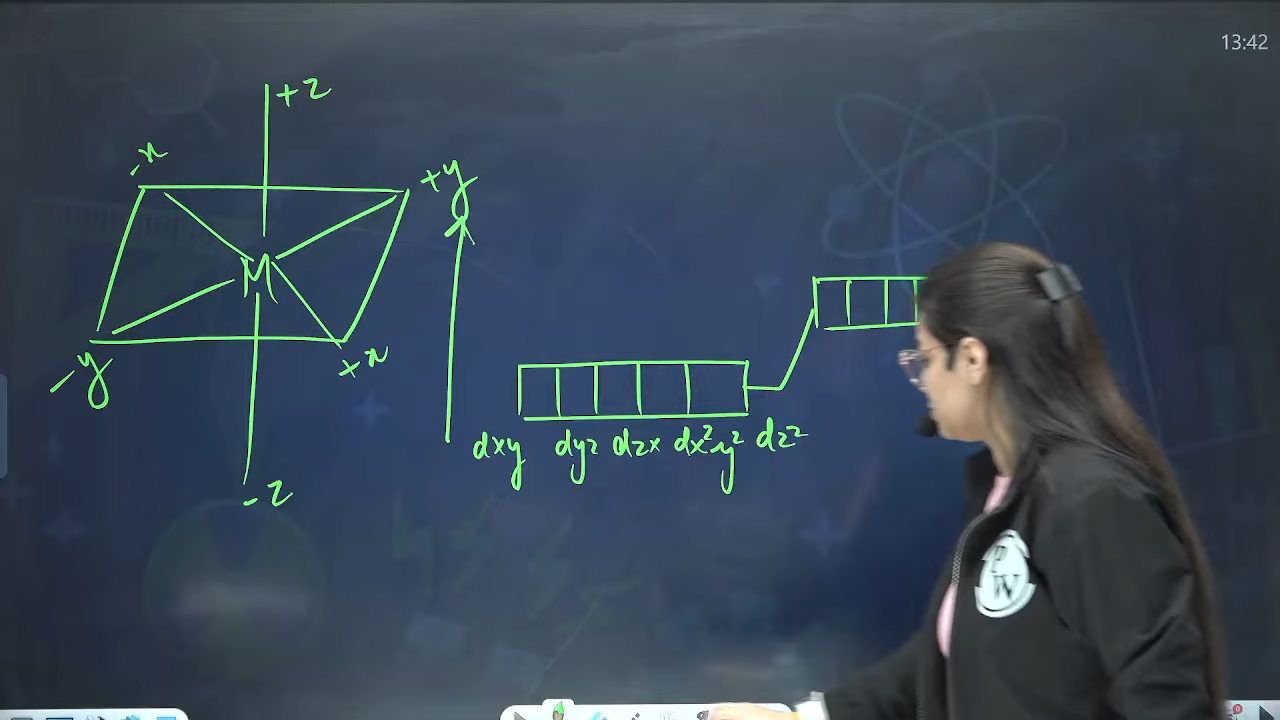 13:42
+z
-x
+y
M
-y
+x
-z
dxy dyz dzx dx²-y² dz²
PW